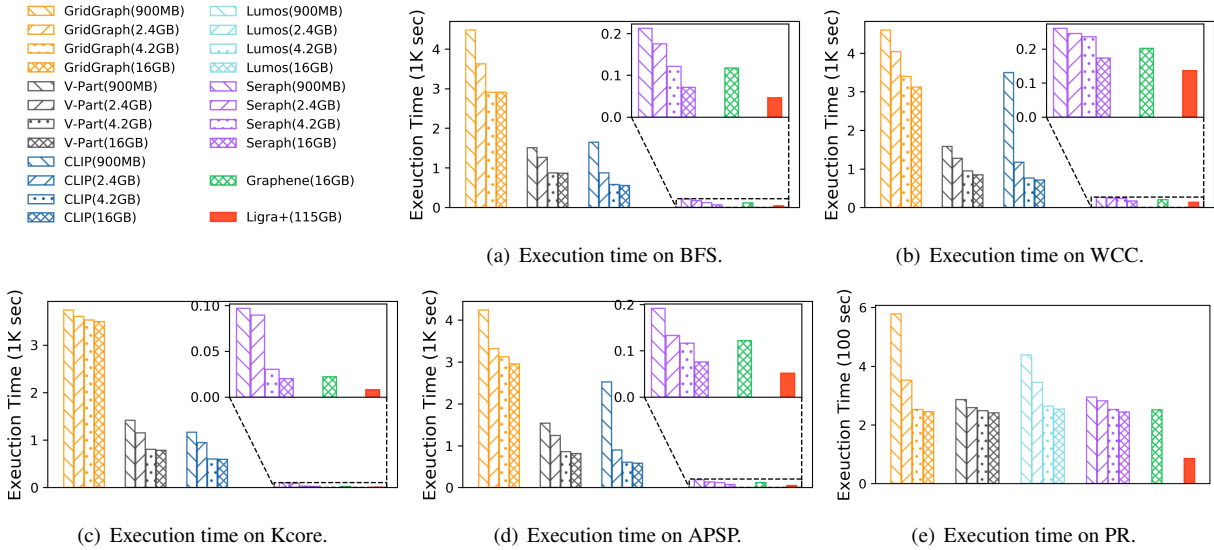 GridGraph(900MB)
GridGraph(2.4GB)
GridGraph(4.2GB)
GridGraph(16GB)
V-Part(900MB)
V-Part(2.4GB)
V-Part(4.2GB)
V-Part(16GB)
CLIP(900MB)
CLIP(2.4GB)
CLIP(4.2GB)
CLIP(16GB)
Lumos(900MB)
Lumos(2.4GB)
Lumos(4.2GB)
Lumos(16GB)
Seraph(900MB)
Seraph(2.4GB)
Seraph(4.2GB)
Seraph(16GB)
Graphene(16GB)
Ligra+(115GB)
Exeuction Time (1K sec)
4
3
2
1
0
0.2
0.1
0.0
(a) Execution time on BFS.
Exeuction Time (1K sec)
4
3
2
1
0
0.2
0.1
0.0
(b) Execution time on WCC.
Exeuction Time (1K sec)
3
2
1
0
0.10
0.05
0.00
(c) Execution time on Kcore.
Exeuction Time (1K sec)
4
3
2
1
0
0.2
0.1
0.0
(d) Execution time on APSP.
Exeuction Time (100 sec)
6
4
2
0
(e) Execution time on PR.